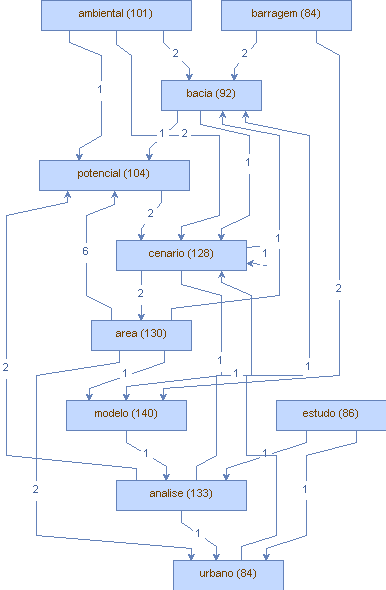 ambiental (101)
barragem (84)
2
2
1
bacia (92)
1
2
1
potencial (104)
2
6
1
cenario (128)
1
2
2
area (130)
1
1
1
1
2
modelo (140)
estudo (86)
1
1
2
1
analise (133)
1
urbano (84)